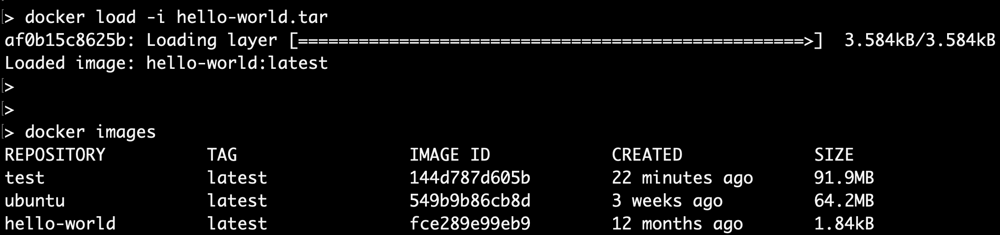 > docker load -i hello-world.tar
af0b15c8625b: Loading layer [==================================================>]  3.584kB/3.584kB
Loaded image: hello-world:latest
>
>
> docker images
REPOSITORY          TAG                 IMAGE ID            CREATED             SIZE
test                latest              144d787d605b        22 minutes ago      91.9MB
ubuntu              latest              549b9b86cb8d        3 weeks ago         64.2MB
hello-world         latest              fce289e99eb9        12 months ago       1.84kB